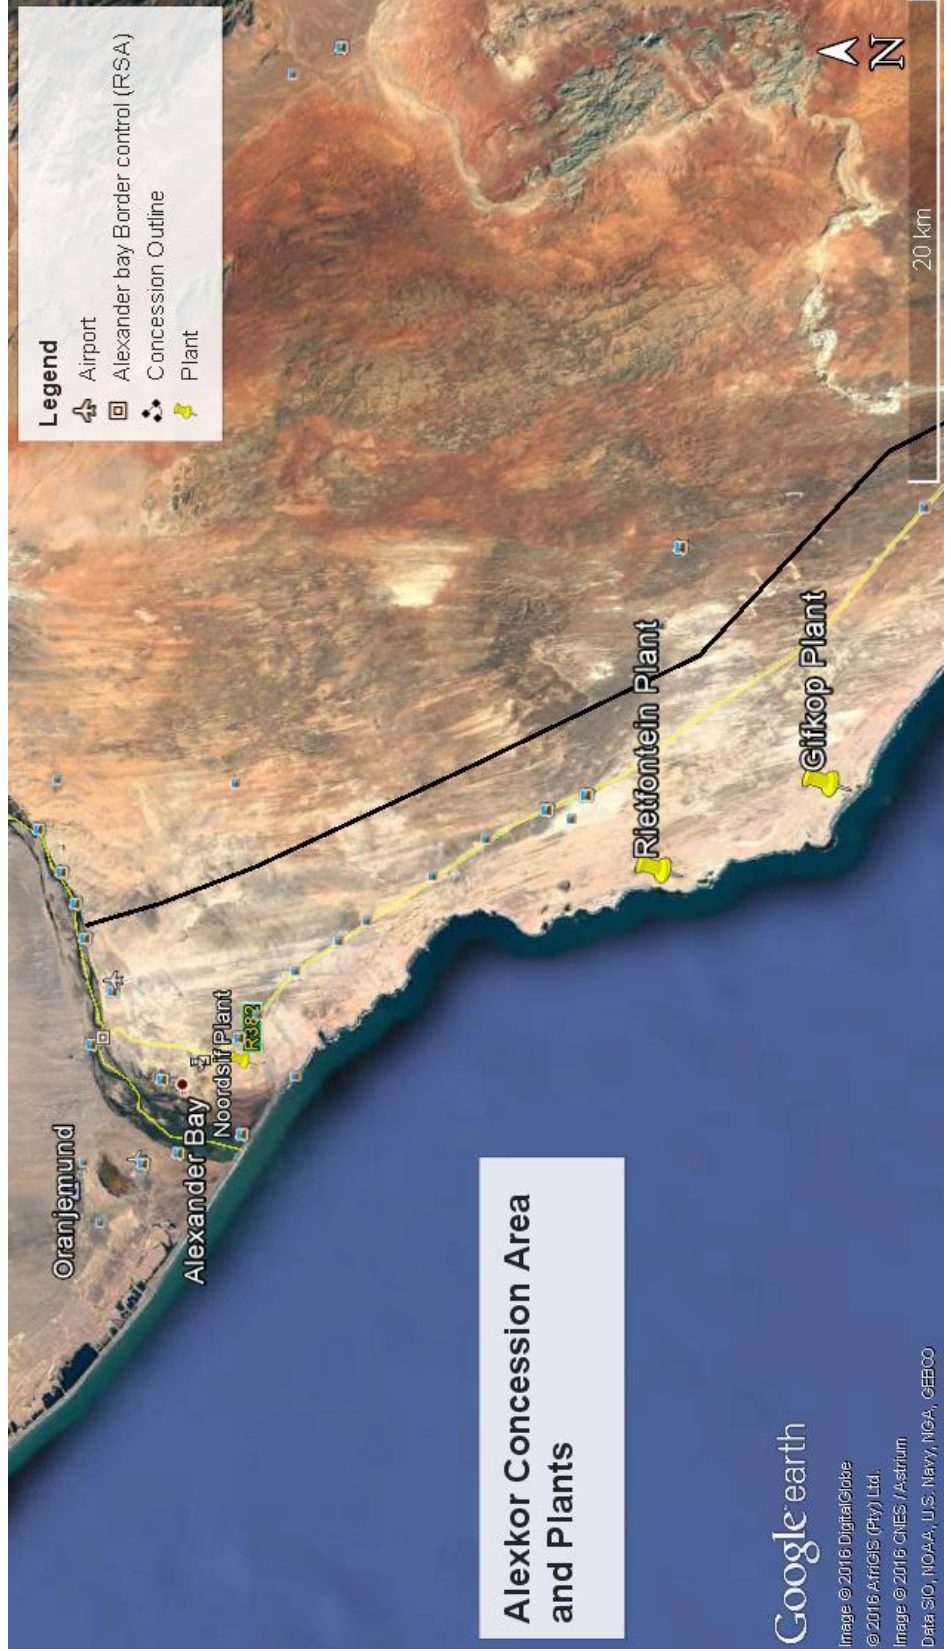 Legend
Airport
Alexander bay Border control (RSA)
Concession Outline
Plant
Oranjemund
Alexander Bay
Noordsif Plant
R382
Rietfontein Plant
Gifkop Plant
Alexkor Concession Area
and Plants
N
20 km
Google earth
Image © 2016 DigitalGlobe
© 2016 AfriGIS (Pty) Ltd.
Image © 2016 CNES / Astrium
Data SIO, NOAA, U.S. Navy, NGA, GEBCO